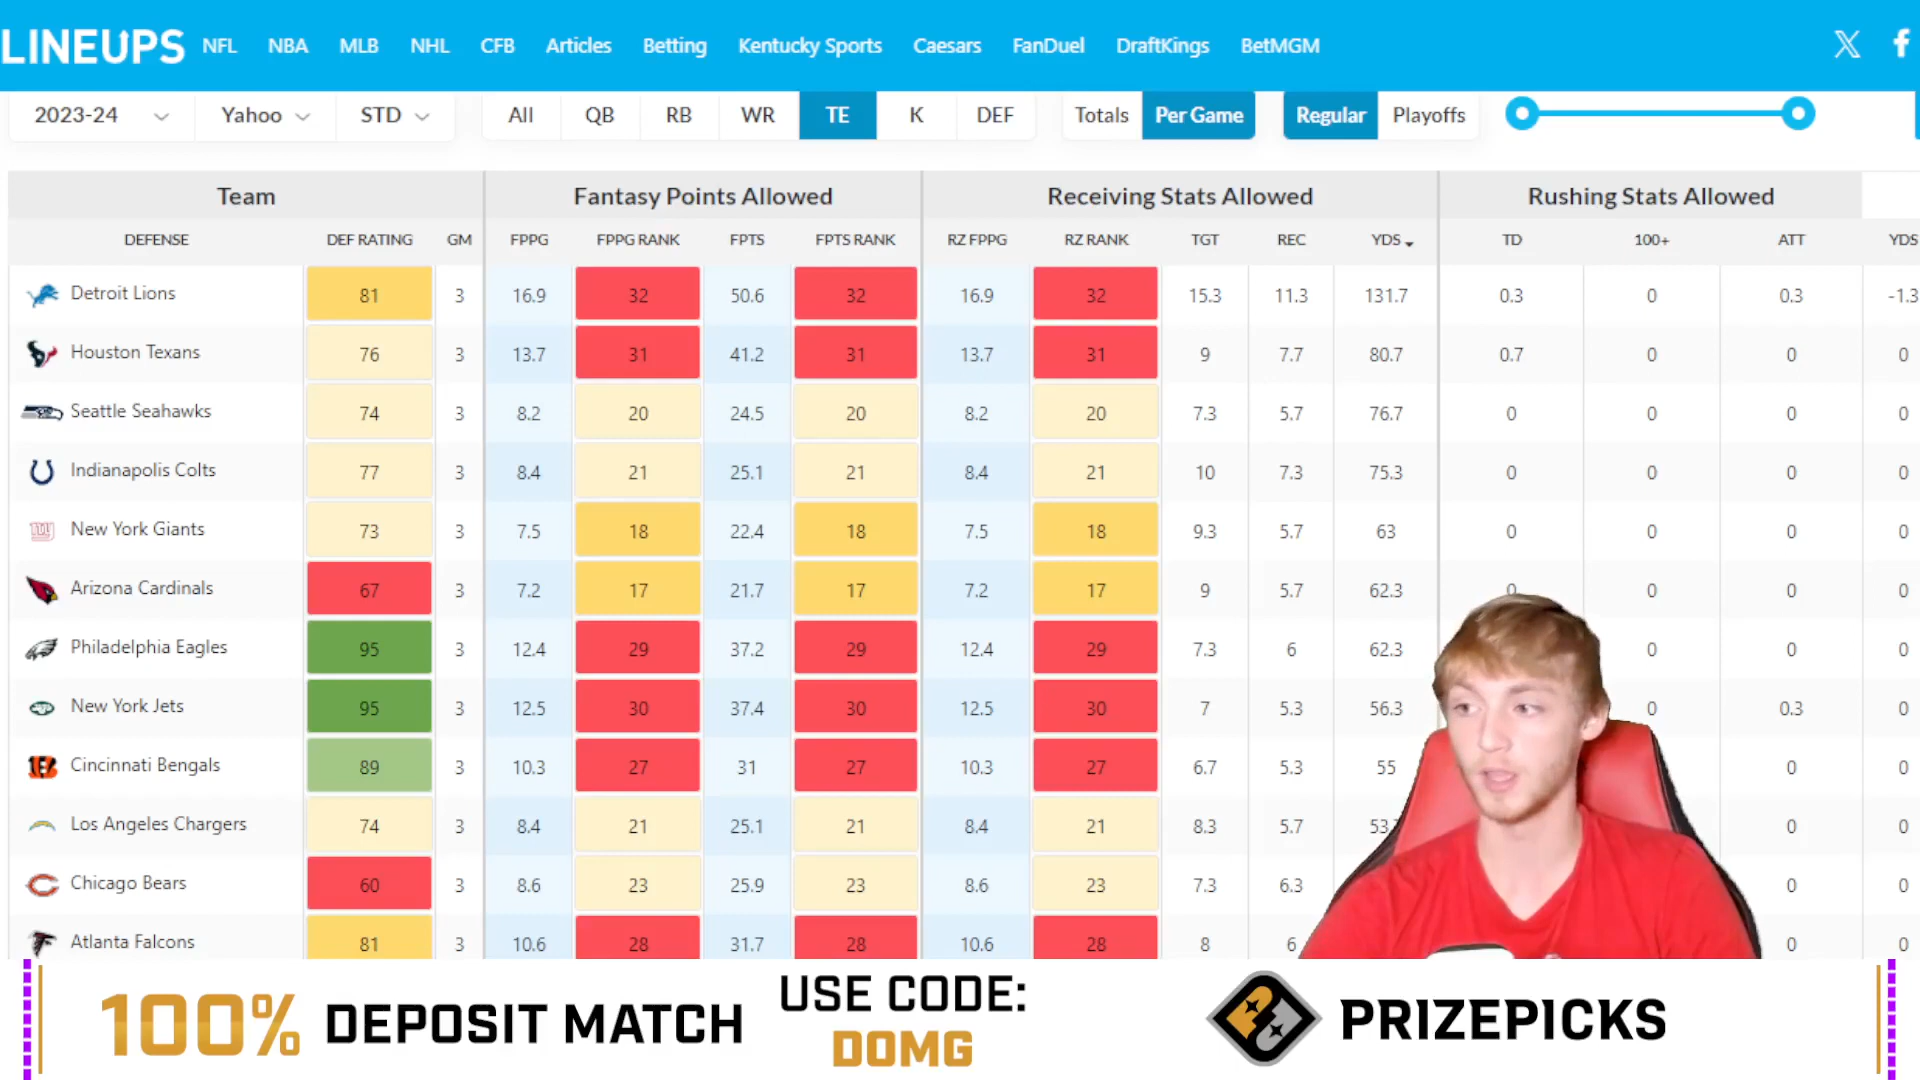 LINEUPS NFL NBA MLB NHL CFB Articles Betting Kentucky Sports Caesars FanDuel DraftKings BetMGM
2023-24 Yahoo STD All QB RB WR TE K DEF Totals Per Game Regular Playoffs
Team Fantasy Points Allowed Receiving Stats Allowed Rushing Stats Allowed
DEFENSE DEF RATING GM FPPG FPPG RANK FPTS FPTS RANK RZ FPPG RZ RANK TGT REC YDS TD 100+ ATT YDS
Detroit Lions 81 3 16.9 32 50.6 32 16.9 32 15.3 11.3 131.7 0.3 0 0.3 -1.3
Houston Texans 76 3 13.7 31 41.2 31 13.7 31 9 7.7 80.7 0.7 0 0 0
Seattle Seahawks 74 3 8.2 20 24.5 20 8.2 20 7.3 5.7 76.7 0 0 0 0
Indianapolis Colts 77 3 8.4 21 25.1 21 8.4 21 10 7.3 75.3 0 0 0 0
New York Giants 73 3 7.5 18 22.4 18 7.5 18 9.3 5.7 63 0 0 0 0
Arizona Cardinals 67 3 7.2 17 21.7 17 7.2 17 9 5.7 62.3 0 0 0 0
Philadelphia Eagles 95 3 12.4 29 37.2 29 12.4 29 7.3 6 62.3 0 0 0
New York Jets 95 3 12.5 30 37.4 30 12.5 30 7 5.3 56.3 0 0.3 0
Cincinnati Bengals 89 3 10.3 27 31 27 10.3 27 6.7 5.3 55 0 0
Los Angeles Chargers 74 3 8.4 21 25.1 21 8.4 21 8.3 5.7 0 0
Chicago Bears 60 3 8.6 23 25.9 23 8.6 23 7.3 6.3 0 0
Atlanta Falcons 81 3 10.6 28 31.7 28 10.6 28 8 6 0 0
100% DEPOSIT MATCH
USE CODE:
DOMG
PRIZEPICKS